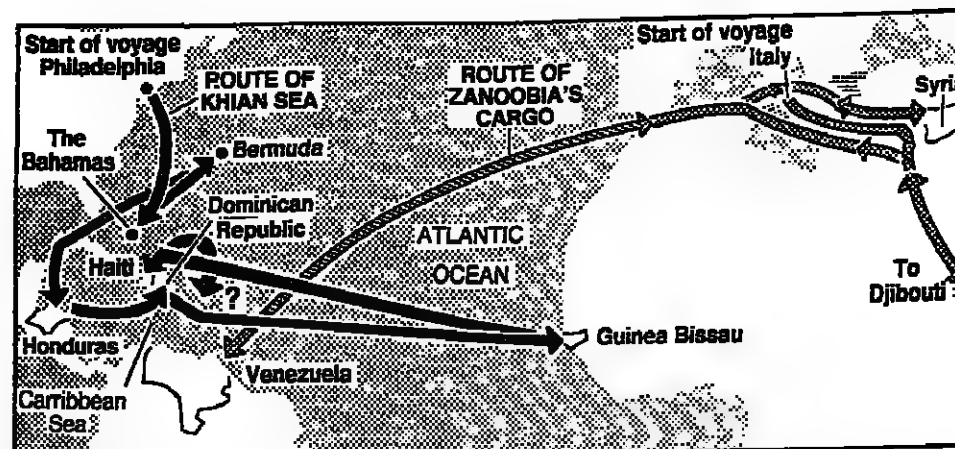 Start of voyage
Philadelphia
ROUTE OF
KHIAN SEA
The
Bahamas
Bermuda
Dominican
Republic
Haiti
?
Honduras
Carribbean
Sea
Venezuela
ATLANTIC
OCEAN
ROUTE OF
ZANOOBIA'S
CARGO
Guinea Bissau
Start of voyage
Italy
Syria
To
Djibouti